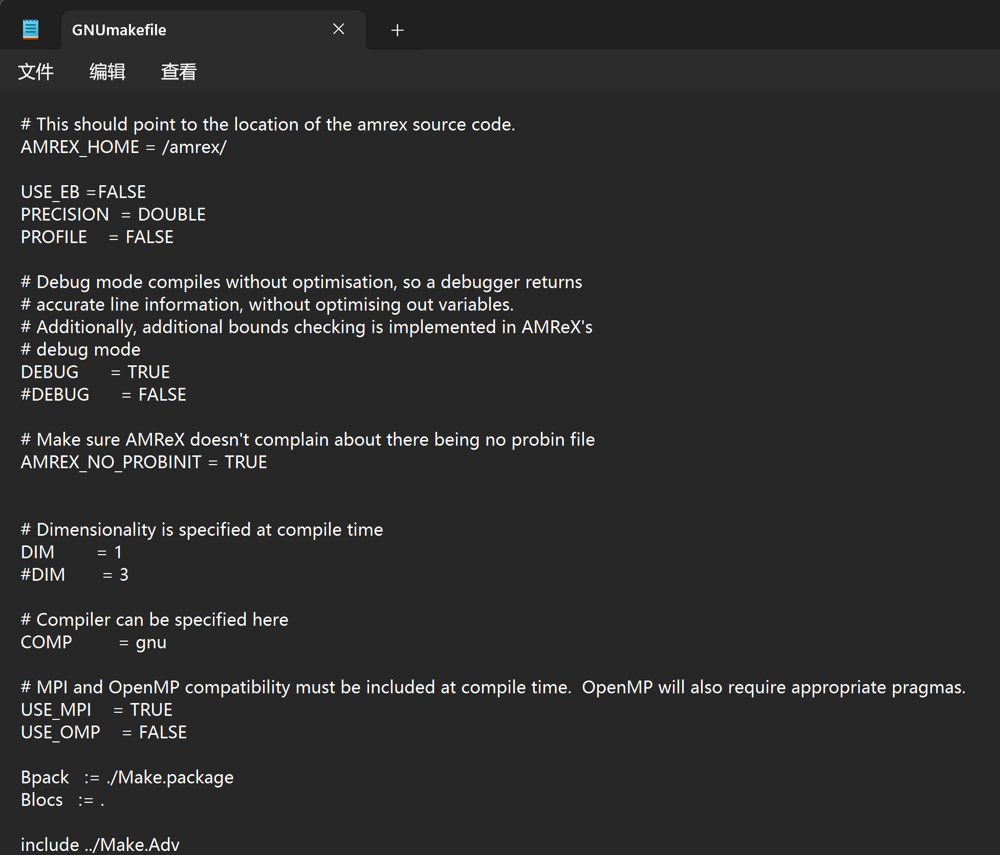 GNUmakefile
文件 编辑 查看
# This should point to the location of the amrex source code.
AMREX_HOME = /amrex/
USE_EB =FALSE
PRECISION  = DOUBLE
PROFILE    = FALSE
# Debug mode compiles without optimisation, so a debugger returns
# accurate line information, without optimising out variables.
# Additionally, additional bounds checking is implemented in AMReX's
# debug mode
DEBUG      = TRUE
#DEBUG      = FALSE
# Make sure AMReX doesn't complain about there being no probin file
AMREX_NO_PROBINIT = TRUE
# Dimensionality is specified at compile time
DIM        = 1
#DIM       = 3
# Compiler can be specified here
COMP         = gnu
# MPI and OpenMP compatibility must be included at compile time.  OpenMP will also require appropriate pragmas.
USE_MPI    = TRUE
USE_OMP    = FALSE
Bpack   := ./Make.package
Blocs   := .
include ../Make.Adv